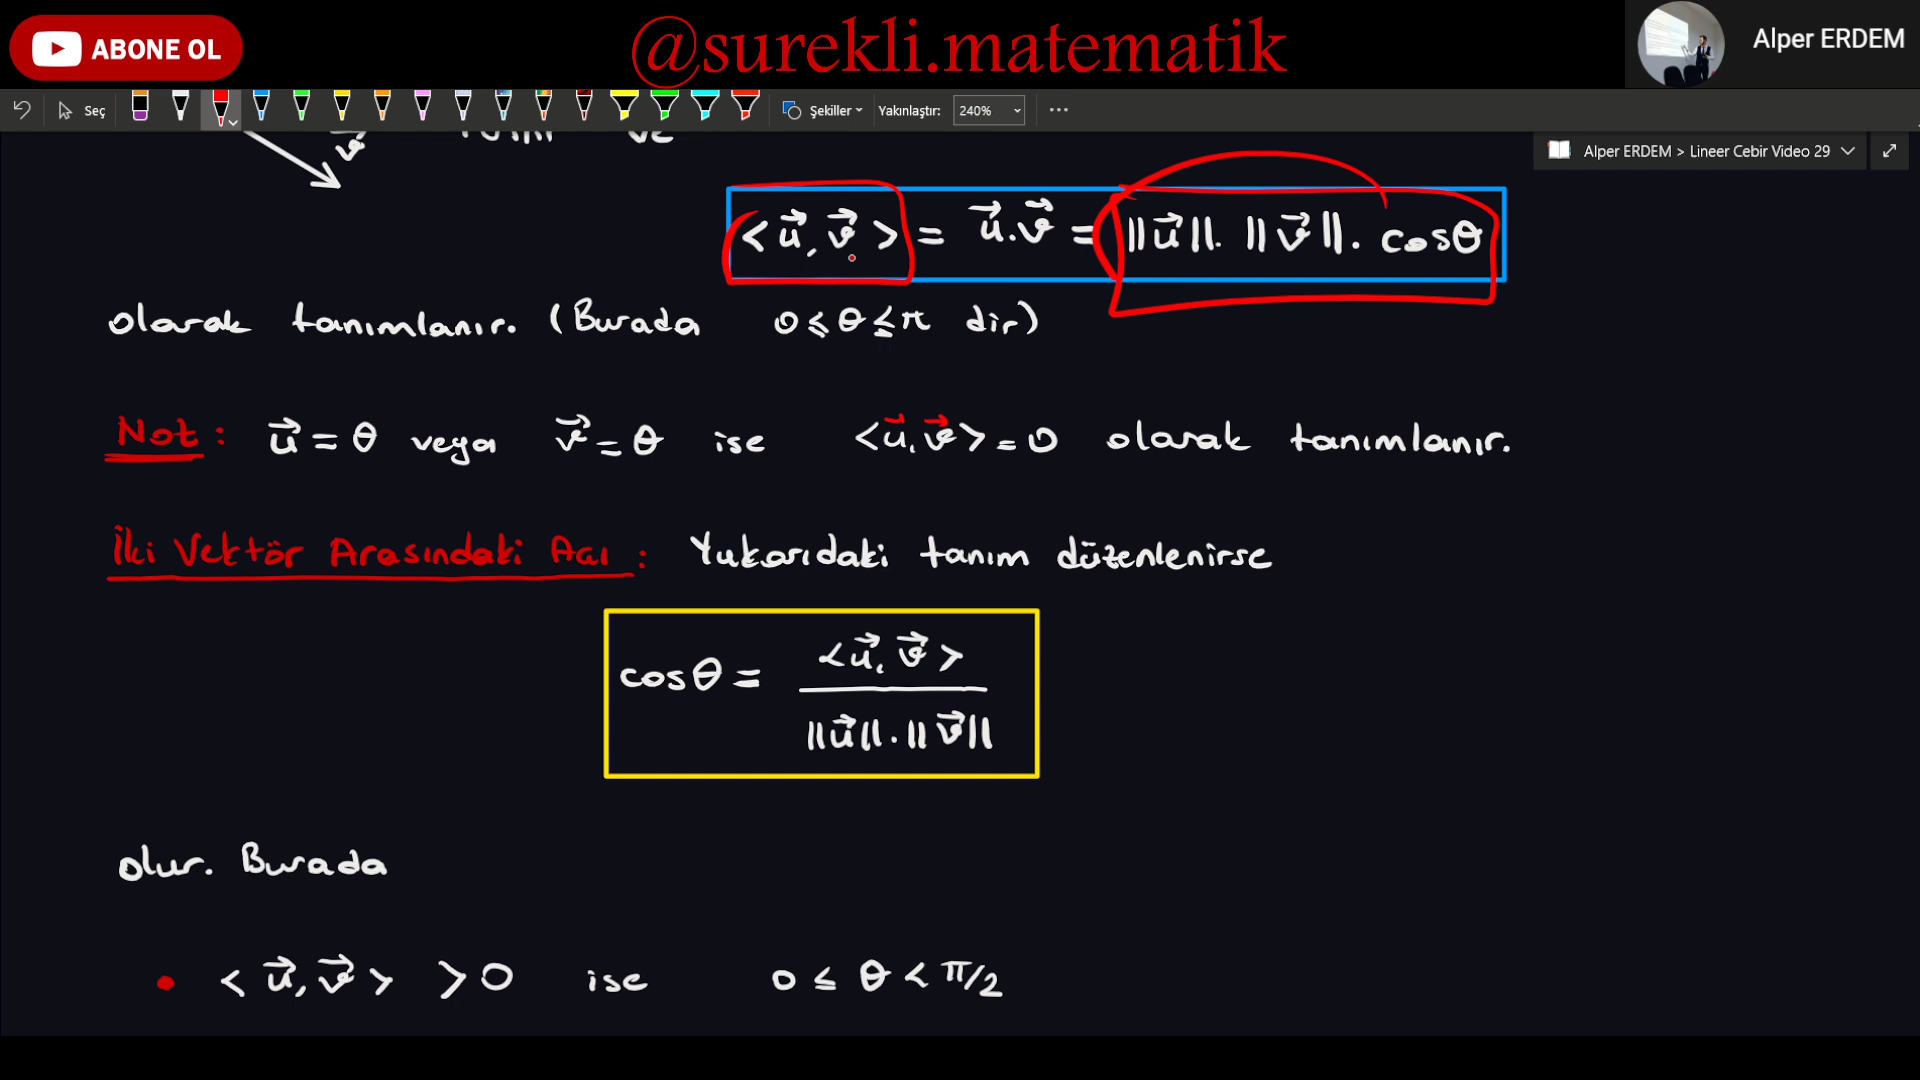 ABONE OL
@surekli.matematik
Alper ERDEM
Seç
Şekiller
Yakınlaştır:
240%
Alper ERDEM > Lineer Cebir Video 29
ve
<u⃗, v⃗> = u⃗.v⃗ = ||u⃗||. ||v⃗||. cosθ
olarak tanımlanır. (Burada 0≤θ≤π dir)
Not: u⃗ = θ veya v⃗ = θ ise <u⃗, v⃗> = 0 olarak tanımlanır.
İki Vektör Arasındaki Açı: Yukarıdaki tanım düzenlenirse
cosθ = <u⃗, v⃗>
||u⃗||.||v⃗||
olur. Burada
• <u⃗, v⃗> >0 ise 0 ≤ θ < π/2